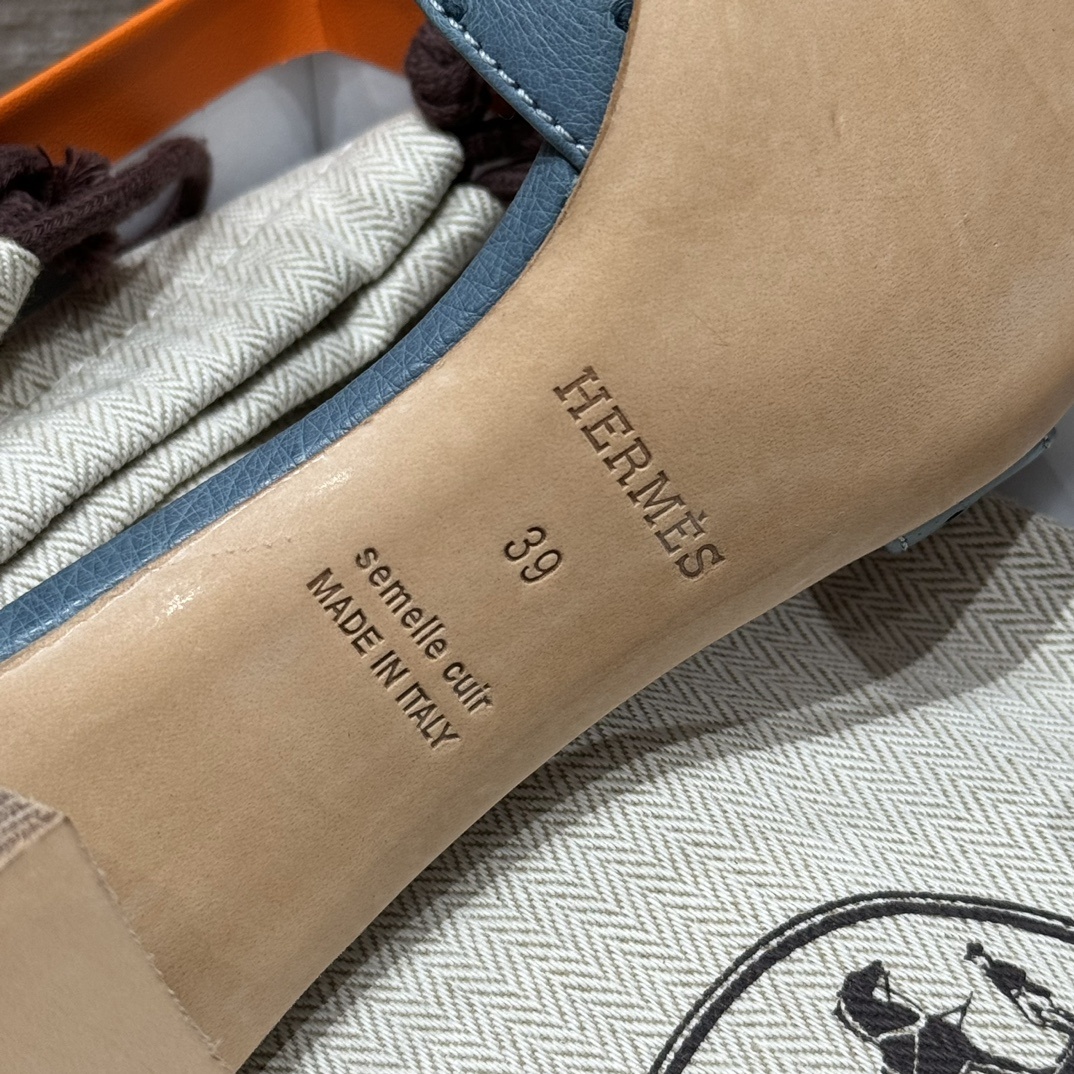 HERMÈS
39
semelle cuir
MADE IN ITALY